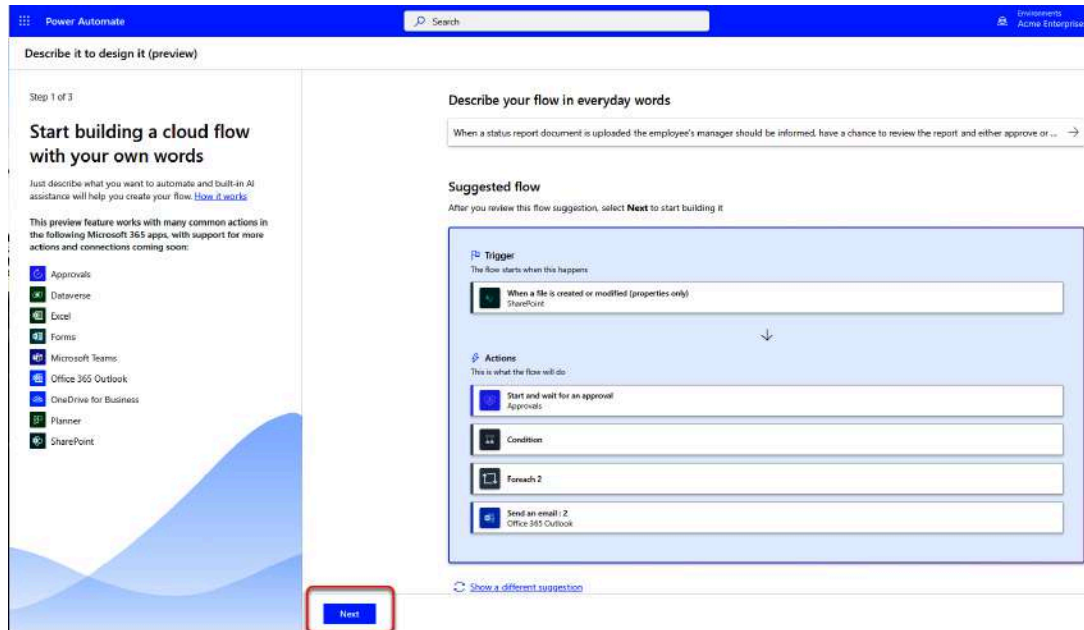 Power Automate
Search
Environments
Acme Enterprise
Describe it to design it (preview)
Step 1 of 3
Start building a cloud flow
with your own words
Just describe what you want to automate and built-in AI
assistance will help you create your flow. How it works
This preview feature works with many common actions in
the following Microsoft 365 apps, with support for more
actions and connections coming soon:
Approvals
Dataverse
Excel
Forms
Microsoft Teams
Office 365 Outlook
OneDrive for Business
Planner
SharePoint
Describe your flow in everyday words
When a status report document is uploaded the employee's manager should be informed, have a chance to review the report and either approve or ...
Suggested flow
After you review this flow suggestion, select Next to start building it
Trigger
The flow starts when this happens
When a file is created or modified (properties only)
SharePoint
Actions
This is what the flow will do
Start and wait for an approval
Approvals
Condition
Foreach 2
Send an email : 2
Office 365 Outlook
Show a different suggestion
Next